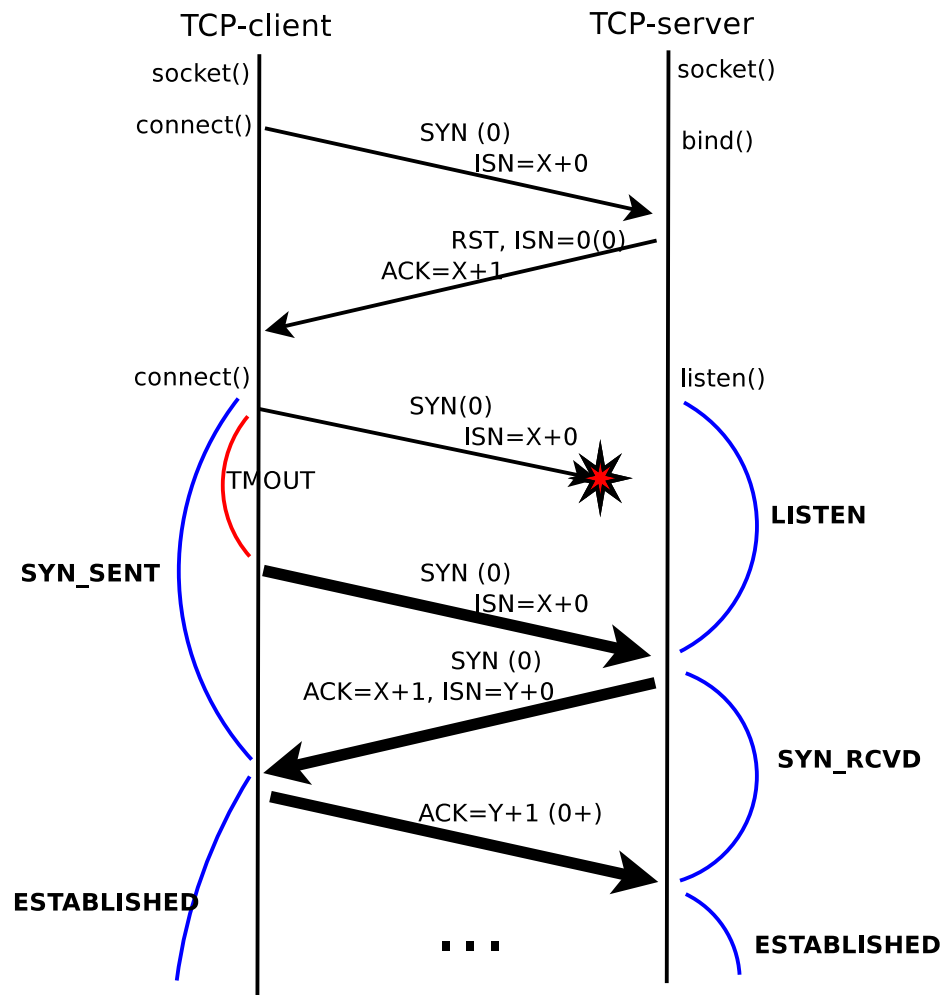 TCP-client
TCP-server
socket()
socket()
connect()
SYN (0)
ISN=X+0
bind()
RST, ISN=0(0)
ACK=X+1
connect()
listen()
SYN(0)
ISN=X+0
TMOUT
LISTEN
SYN_SENT
SYN (0)
ISN=X+0
SYN (0)
ACK=X+1, ISN=Y+0
SYN_RCVD
ACK=Y+1 (0+)
ESTABLISHED
...
ESTABLISHED